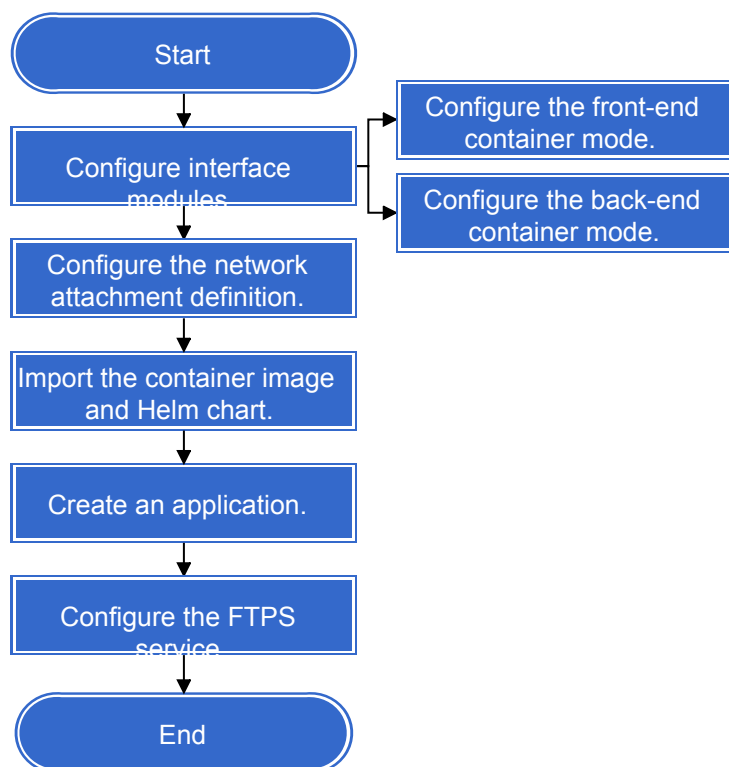 Start
Configure interface
modules
Configure the front-end
container mode.
Configure the back-end
container mode.
Configure the network
attachment definition.
Import the container image
and Helm chart.
Create an application.
Configure the FTPS
service
End